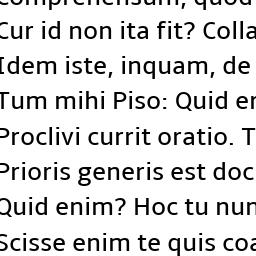 comprehensum, quod
Cur id non ita fit? Colla
Idem iste, inquam, de
Tum mihi Piso: Quid er
Proclivi currit oratio. T
Prioris generis est doc
Quid enim? Hoc tu nun
Scisse enim te quis coa